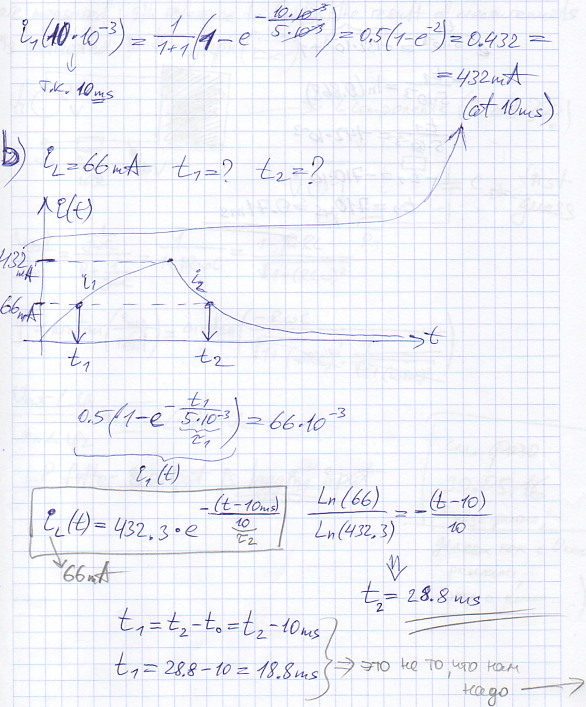 i₁(10·10⁻³) = 1/(1+1) (1 - e^(-10·10⁻³/5·10⁻³)) = 0.5(1-e⁻²) = 0.432 =
т.к. 10ms
= 432mA
(at 10ms)
b) i_L = 66mA t₁=? t₂=?
i(t)
432 mA
i₁
i₂
66mA
t₁
t₂
t
0.5(1-e^(-t₁/5·10⁻³)) = 66·10⁻³
τ₁
i₁(t)
i_L(t) = 432.3 · e^(-(t-10ms)/10)
τ₂
66mA
Ln(66)/Ln(432.3) = -(t-10)/10
⇓
t₂ = 28.8 ms
t₁ = t₂ - t₀ = t₂ - 10ms
t₁ = 28.8 - 10 = 18.8ms
⇒ это не то, что нам
надо →